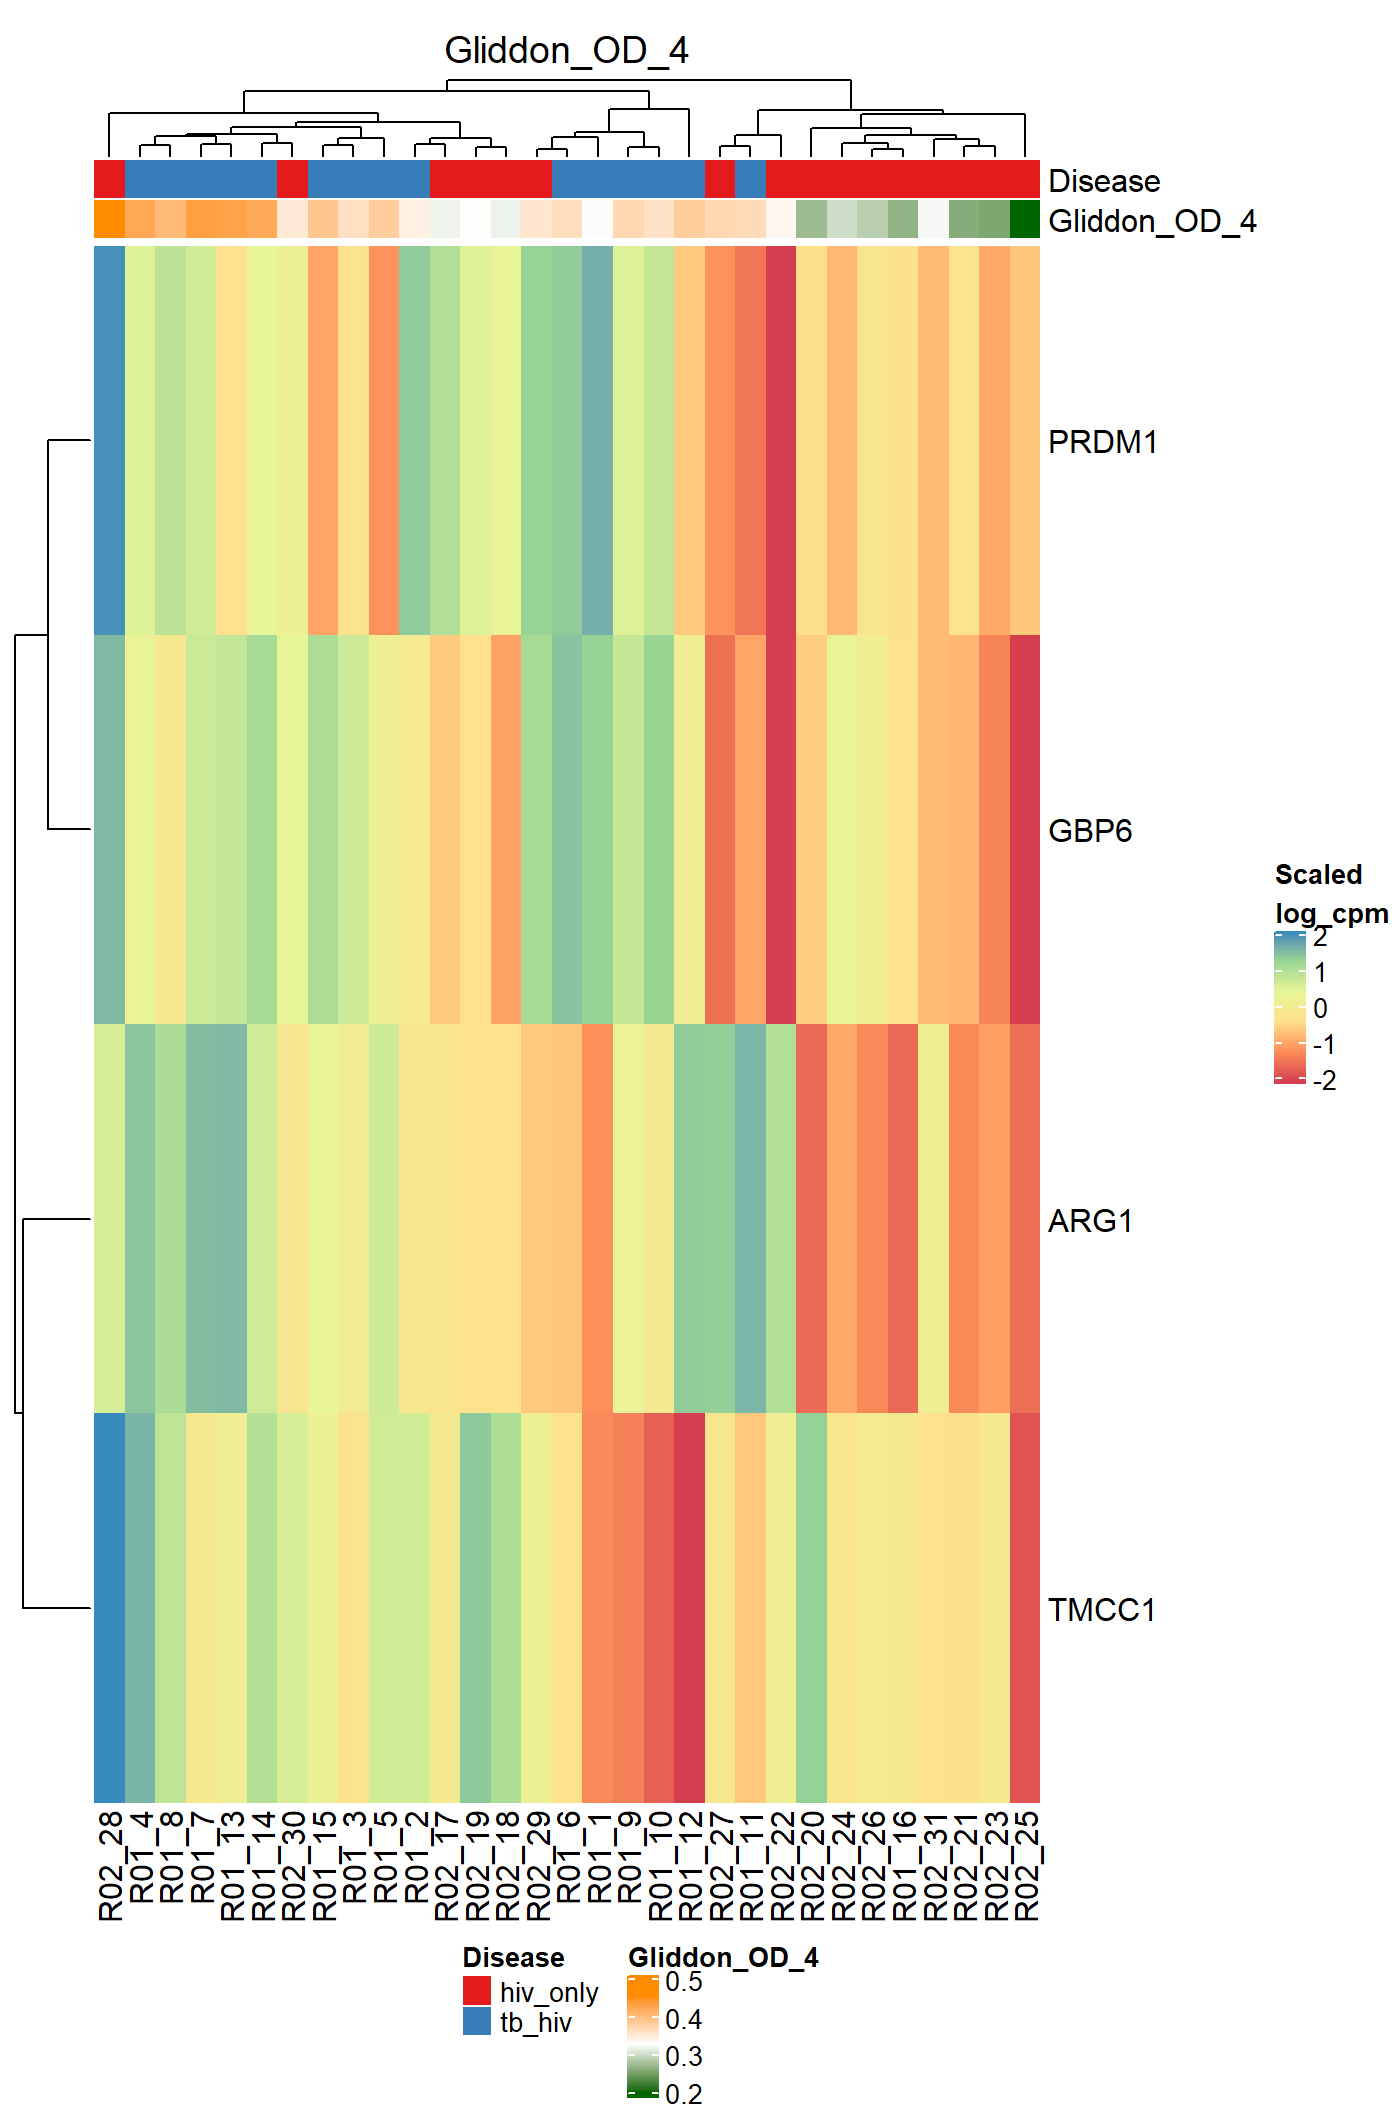 Gliddon_OD_4
Disease
Gliddon_OD_4
PRDM1
GBP6
ARG1
TMCC1
Scaled
log_cpm
2
1
0
-1
-2
R02_28
R01_4
R01_8
R01_7
R01_13
R01_14
R02_30
R01_15
R01_3
R01_5
R01_2
R02_17
R02_19
R02_18
R02_29
R01_6
R01_1
R01_9
R01_10
R01_12
R02_27
R01_11
R02_22
R02_20
R02_24
R02_26
R01_16
R02_31
R02_21
R02_23
R02_25
Disease
hiv_only
tb_hiv
Gliddon_OD_4
0.5
0.4
0.3
0.2